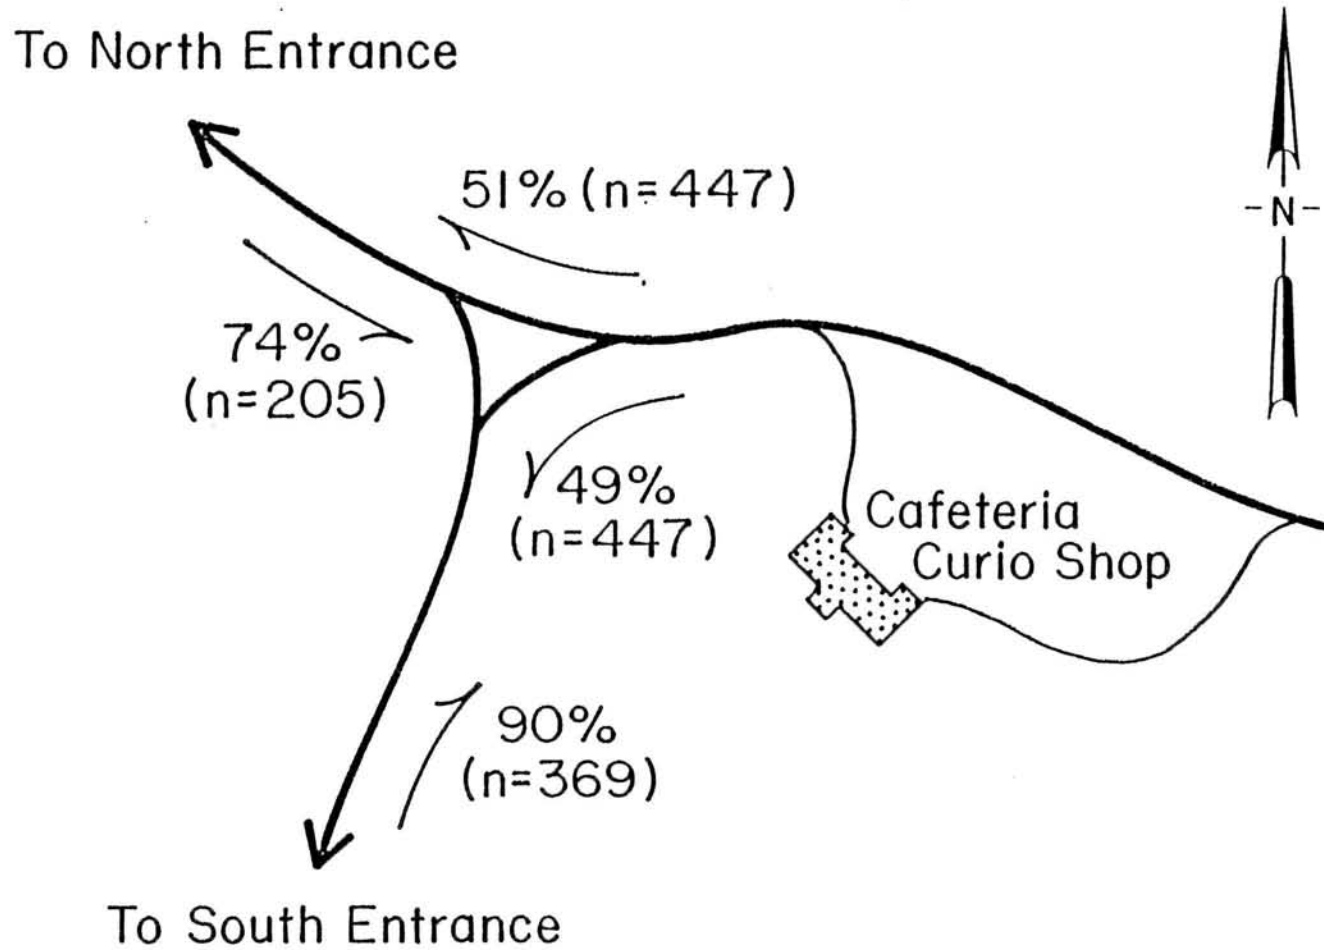 To North Entrance
51% (n=447)
-N-
74%
(n=205)
49%
(n=447)
Cafeteria
Curio Shop
90%
(n=369)
To South Entrance